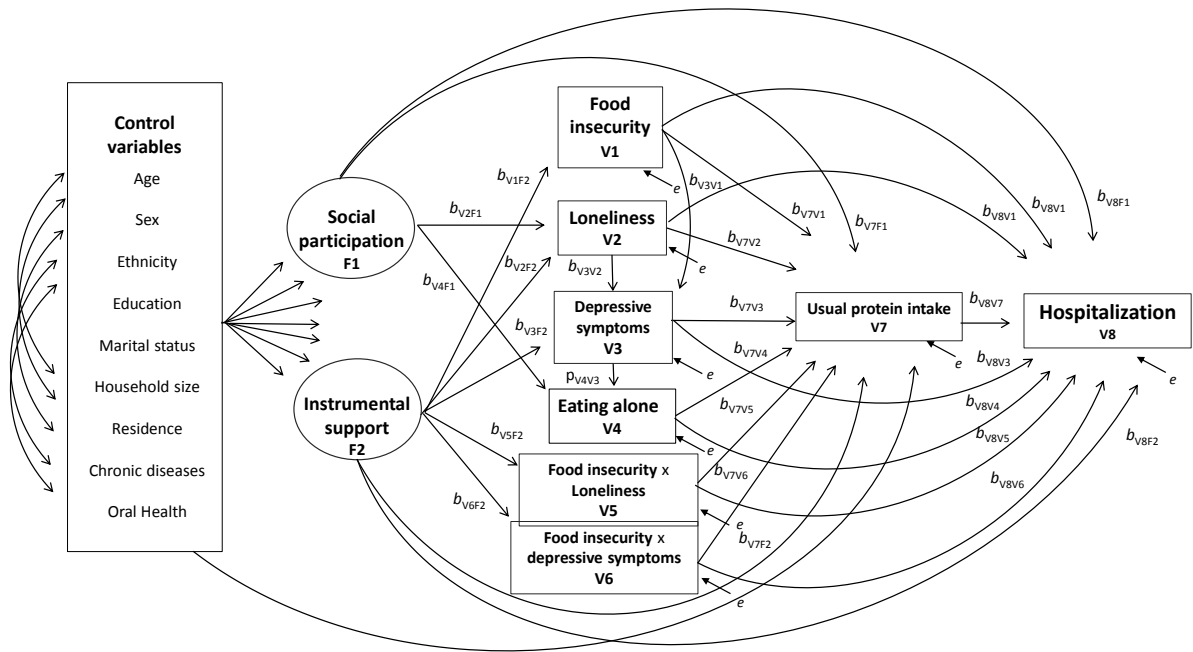 Control
variables
Age
Sex
Ethnicity
Education
Marital status
Household size
Residence
Chronic diseases
Oral Health
Social
participation
F1
Instrumental
support
F2
bV1F2
bV2F1
bV2F2
bV4F1
bV3F2
bV5F2
bV6F2
Food
insecurity
V1
e
bV3V1
Loneliness
V2
e
bV3V2
Depressive
symptoms
V3
e
pV4V3
Eating alone
V4
e
Food insecurity x
Loneliness
V5
e
Food insecurity x
depressive symptoms
V6
e
bV7V1
bV7F1
bV7V2
bV7V3
bV7V4
bV7V5
bV7V6
bV7F2
Usual protein intake
V7
e
bV8V1
bV8V1
bV8F1
bV8V7
Hospitalization
V8
e
bV8V3
bV8V4
bV8V5
bV8V6
bV8F2